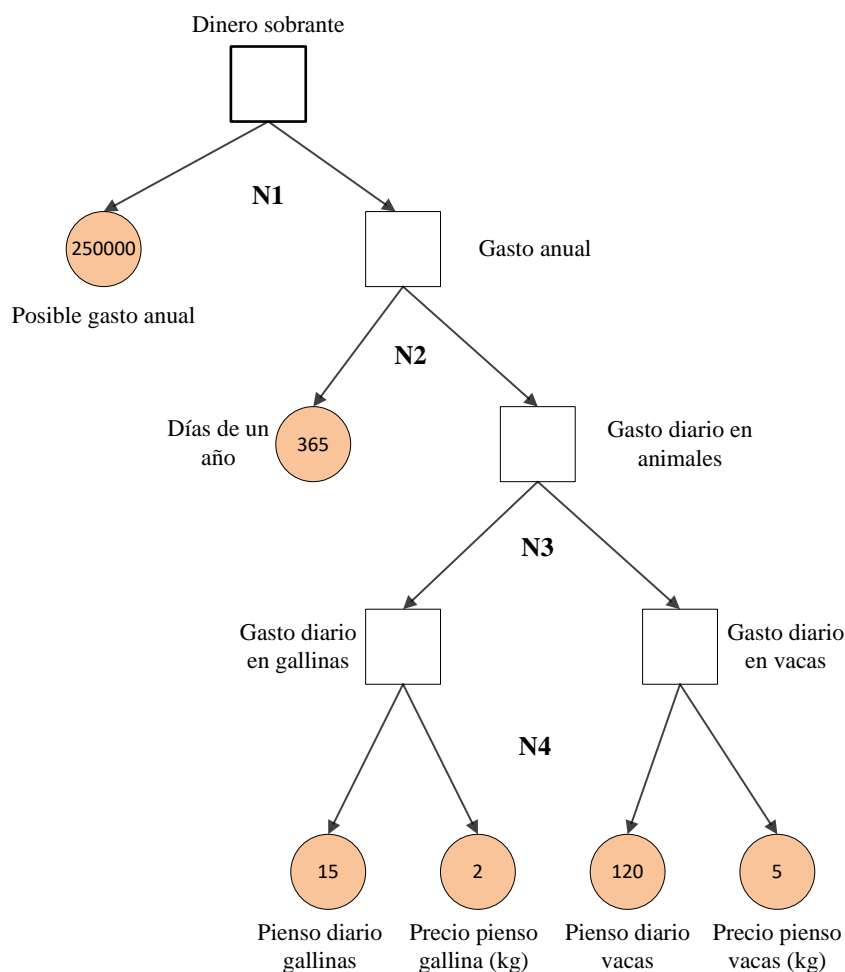 Dinero sobrante
N1
250000
Gasto anual
Posible gasto anual
N2
Días de un
año
365
Gasto diario en
animales
N3
Gasto diario
en gallinas
Gasto diario
en vacas
N4
15
2
120
5
Pienso diario
gallinas
Precio pienso
gallina (kg)
Pienso diario
vacas
Precio pienso
vacas (kg)